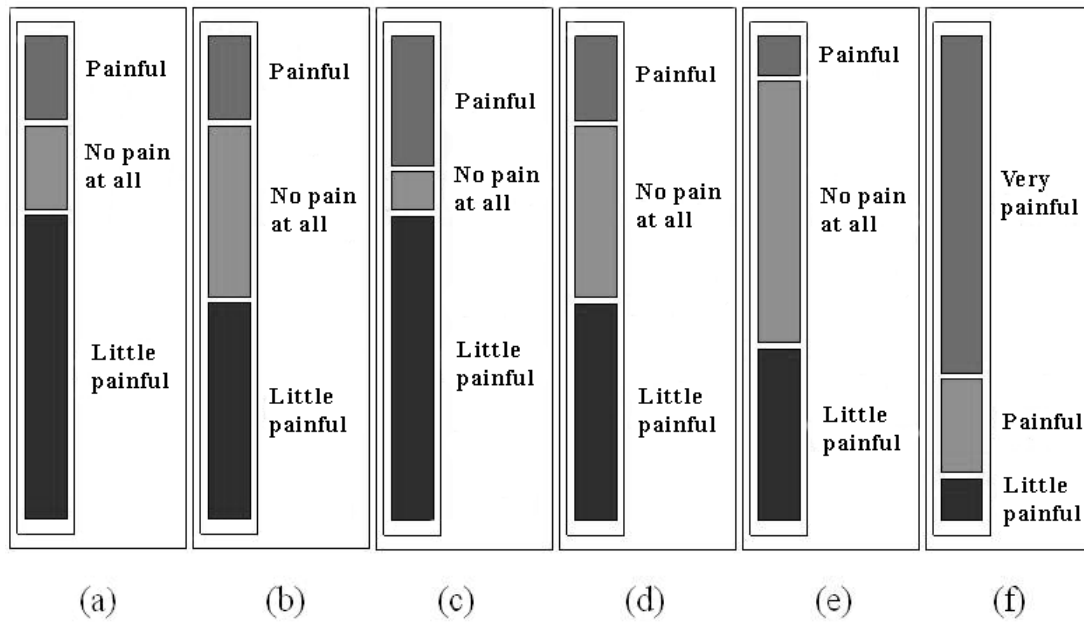 Painful
No pain
at all
Little
painful
Painful
No pain
at all
Little
painful
Painful
No pain
at all
Little
painful
Painful
No pain
at all
Little
painful
Painful
No pain
at all
Little
painful
Very
painful
Painful
Little
painful
(a) (b) (c) (d) (e) (f)